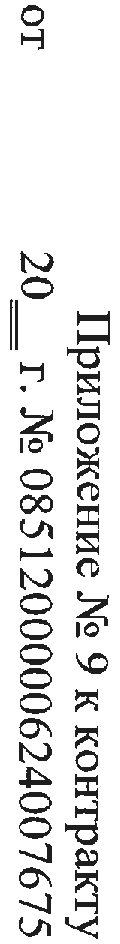 Приложение № 9 к контракту
от 20__ г. № 0851200000624007675